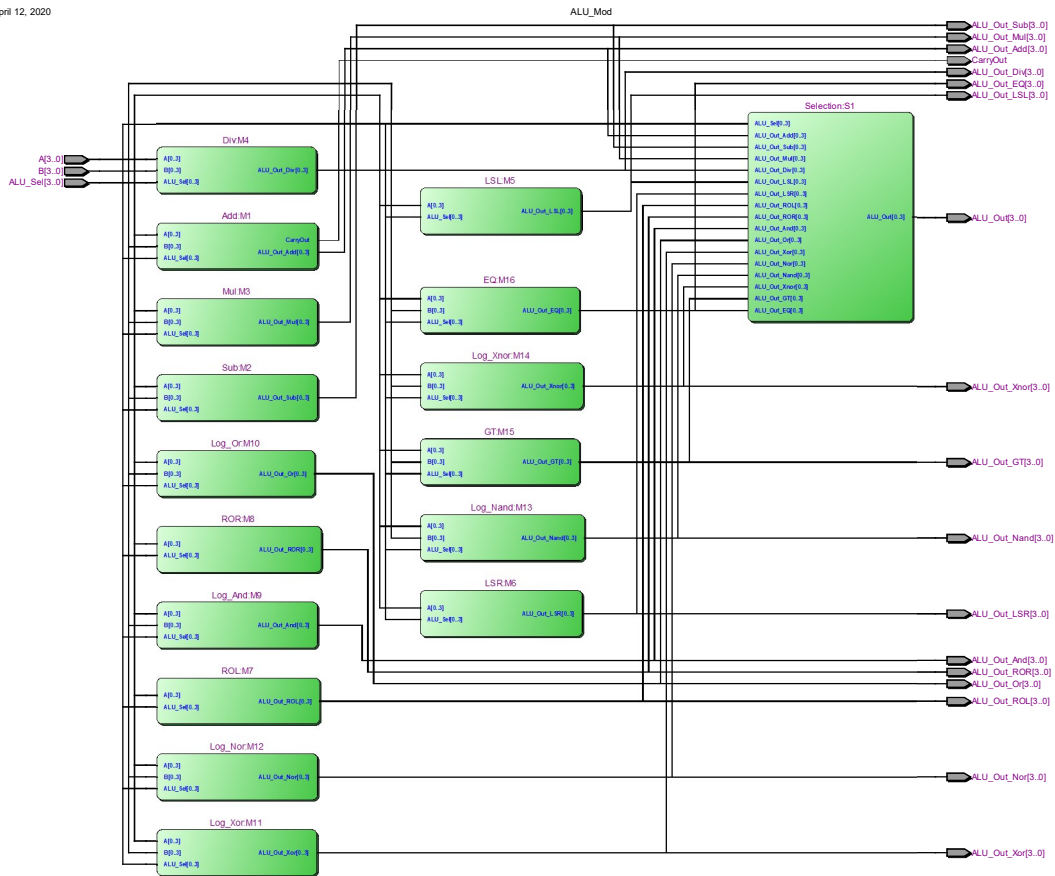 pril 12, 2020
ALU_Mod
ALU_Out_Sub[3..0]
ALU_Out_Mul[3..0]
ALU_Out_Add[3..0]
CarryOut
ALU_Out_Div[3..0]
ALU_Out_EQ[3..0]
ALU_Out_LSL[3..0]
A[3..0]
B[3..0]
ALU_Sel[3..0]
Div:M4
A[0..3]
B[0..3]
ALU_Sel[0..3]
ALU_Out_Div[0..3]
Add:M1
A[0..3]
B[0..3]
ALU_Sel[0..3]
CarryOut
ALU_Out_Add[0..3]
Mul:M3
A[0..3]
B[0..3]
ALU_Sel[0..3]
ALU_Out_Mul[0..3]
Sub:M2
A[0..3]
B[0..3]
ALU_Sel[0..3]
ALU_Out_Sub[0..3]
Log_Or:M10
A[0..3]
B[0..3]
ALU_Sel[0..3]
ALU_Out_Or[0..3]
ROR:M8
A[0..3]
ALU_Sel[0..3]
ALU_Out_ROR[0..3]
Log_And:M9
A[0..3]
B[0..3]
ALU_Sel[0..3]
ALU_Out_And[0..3]
ROL:M7
A[0..3]
ALU_Sel[0..3]
ALU_Out_ROL[0..3]
Log_Nor:M12
A[0..3]
B[0..3]
ALU_Sel[0..3]
ALU_Out_Nor[0..3]
Log_Xor:M11
A[0..3]
B[0..3]
ALU_Sel[0..3]
ALU_Out_Xor[0..3]
LSL:M5
A[0..3]
ALU_Sel[0..3]
ALU_Out_LSL[0..3]
EQ:M16
A[0..3]
B[0..3]
ALU_Sel[0..3]
ALU_Out_EQ[0..3]
Log_Xnor:M14
A[0..3]
B[0..3]
ALU_Sel[0..3]
ALU_Out_Xnor[0..3]
GT:M15
A[0..3]
B[0..3]
ALU_Sel[0..3]
ALU_Out_GT[0..3]
Log_Nand:M13
A[0..3]
B[0..3]
ALU_Sel[0..3]
ALU_Out_Nand[0..3]
LSR:M6
A[0..3]
ALU_Sel[0..3]
ALU_Out_LSR[0..3]
Selection:S1
ALU_Sel[0..3]
ALU_Out_Add[0..3]
ALU_Out_Sub[0..3]
ALU_Out_Mul[0..3]
ALU_Out_Div[0..3]
ALU_Out_LSL[0..3]
ALU_Out_LSR[0..3]
ALU_Out_ROL[0..3]
ALU_Out_ROR[0..3]
ALU_Out_And[0..3]
ALU_Out_Or[0..3]
ALU_Out_Xor[0..3]
ALU_Out_Nor[0..3]
ALU_Out_Nand[0..3]
ALU_Out_Xnor[0..3]
ALU_Out_GT[0..3]
ALU_Out_EQ[0..3]
ALU_Out[0..3]
ALU_Out[3..0]
ALU_Out_Xnor[3..0]
ALU_Out_GT[3..0]
ALU_Out_Nand[3..0]
ALU_Out_LSR[3..0]
ALU_Out_And[3..0]
ALU_Out_ROR[3..0]
ALU_Out_Or[3..0]
ALU_Out_ROL[3..0]
ALU_Out_Nor[3..0]
ALU_Out_Xor[3..0]